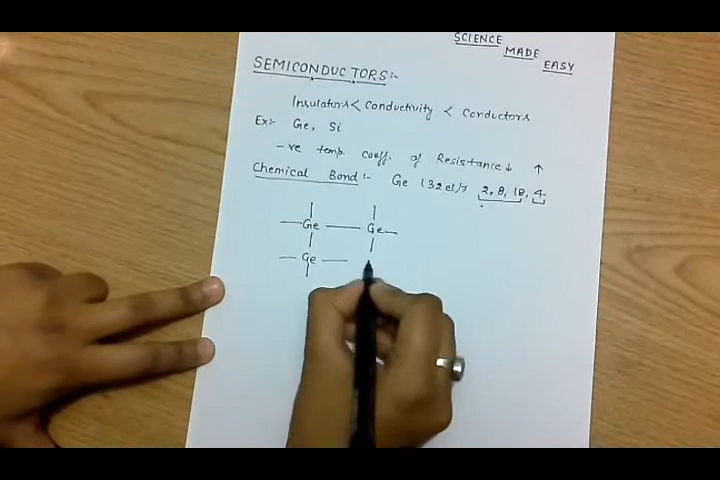 SCIENCE
MADE
EASY
SEMICONDUCTORS:-
Insulators < Conductivity < Conductors
Ex:- Ge, Si
-ve temp. coeff. of Resistance ↓ ↑
Chemical Bond:- Ge (32 el)→ 2, 8, 18, 4.
Ge Ge
Ge